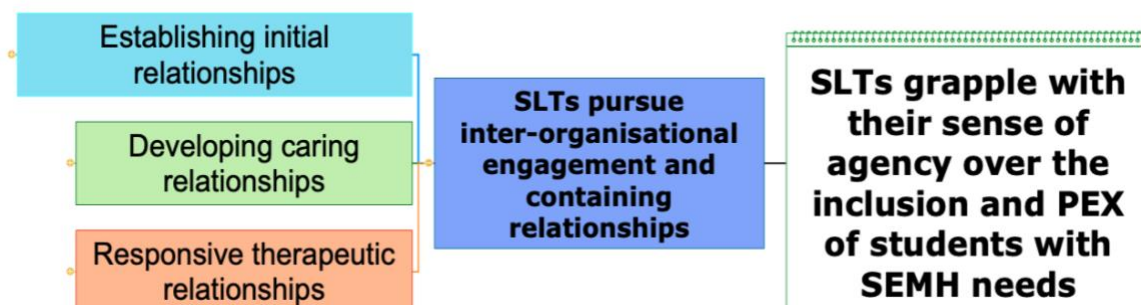 Establishing initial
relationships
Developing caring
relationships
Responsive therapeutic
relationships
SLTs pursue
inter-organisational
engagement and
containing
relationships
SLTs grapple with
their sense of
agency over the
inclusion and PEX
of students with
SEMH needs